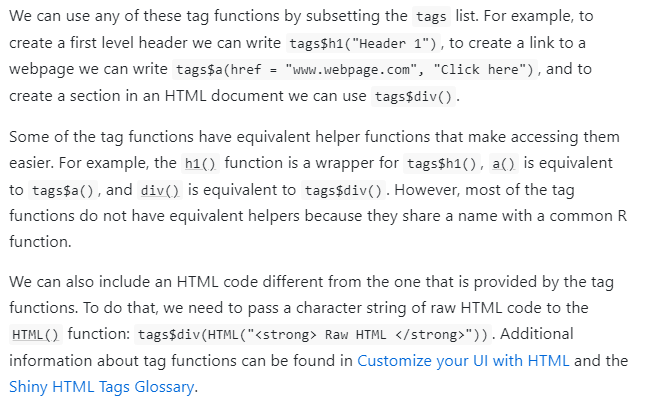 We can use any of these tag functions by subsetting the tags list. For example, to
create a first level header we can write tags$h1("Header 1"), to create a link to a
webpage we can write tags$a(href = "www.webpage.com", "Click here"), and to
create a section in an HTML document we can use tags$div().
Some of the tag functions have equivalent helper functions that make accessing them
easier. For example, the h1() function is a wrapper for tags$h1(), a() is equivalent
to tags$a(), and div() is equivalent to tags$div(). However, most of the tag
functions do not have equivalent helpers because they share a name with a common R
function.
We can also include an HTML code different from the one that is provided by the tag
functions. To do that, we need to pass a character string of raw HTML code to the
HTML() function: tags$div(HTML("<strong> Raw HTML </strong>")). Additional
information about tag functions can be found in Customize your UI with HTML and the
Shiny HTML Tags Glossary.